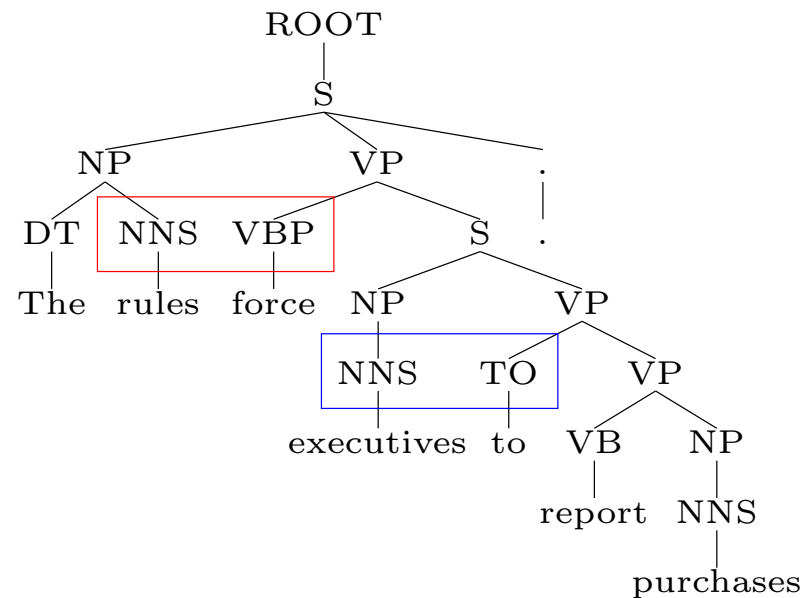 ROOT
S
NP VP .
DT NNS VBP S .
The rules force NP VP
NNS TO VP
executives to VB NP
report NNS
purchases